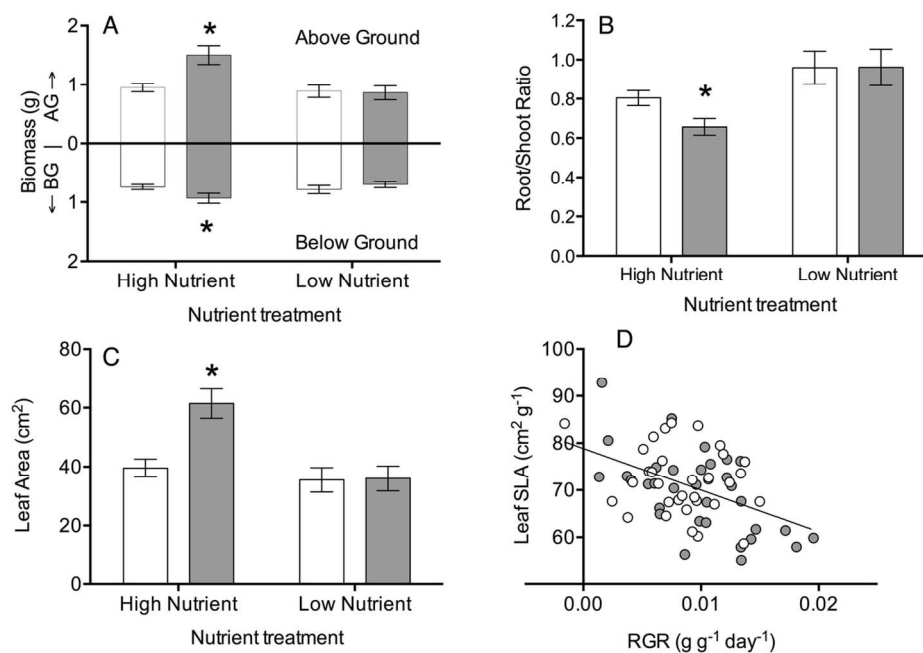 A
Above Ground
2
1
0
1
2
Biomass (g)
← BG | AG →
*
*
Below Ground
High Nutrient
Low Nutrient
Nutrient treatment
B
1.2
1.0
0.8
0.6
0.4
0.2
0.0
Root/Shoot Ratio
*
High Nutrient
Low Nutrient
Nutrient treatment
C
80
60
40
20
0
Leaf Area (cm²)
*
High Nutrient
Low Nutrient
Nutrient treatment
D
100
90
80
70
60
Leaf SLA (cm² g⁻¹)
0.00
0.01
0.02
RGR (g g⁻¹ day⁻¹)